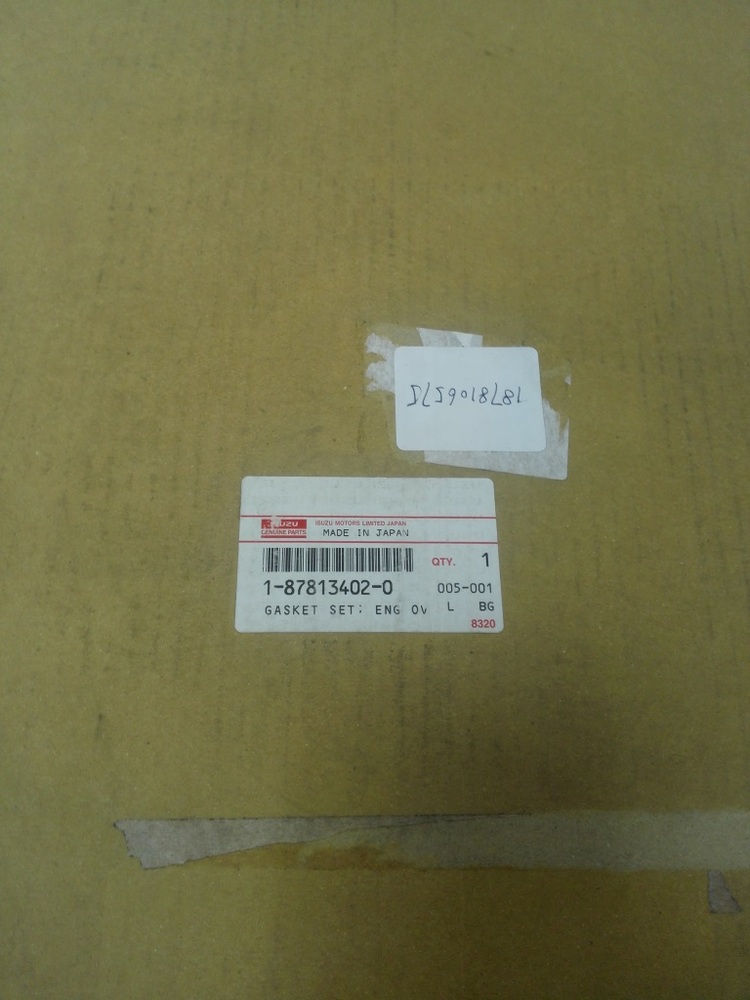 1878106575
ISUZU
GENUINE PARTS
ISUZU MOTORS LIMITED JAPAN
MADE IN JAPAN
QTY. 1
1-87813402-0 005-001
GASKET SET; ENG OV L BG
8320